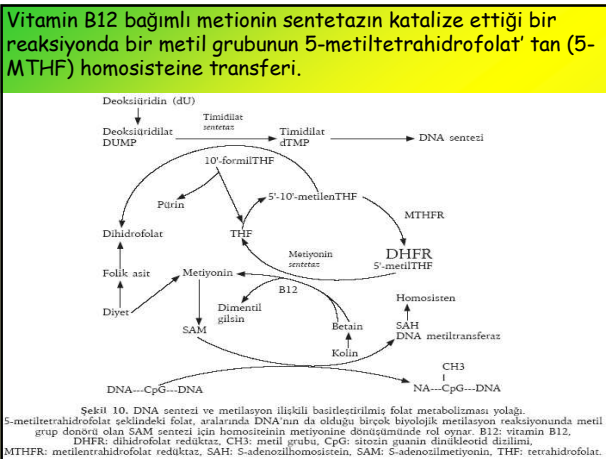 Vitamin B12 bağımlı metionin sentetazın katalize ettiği bir
reaksiyonda bir metil grubunun 5-metiltetrahidrofolat’ tan (5-
MTHF) homosisteine transferi.
Deoksiüridin (dU)
Deoksiüridilat
DUMP
Timidilat
sentetaz
Timidilat
dTMP
DNA sentezi
10'-formilTHF
Pürin
5'-10'-metilenTHF
MTHFR
Dihidrofolat
THF
DHFR
5'-metilTHF
Metiyonin
sentetaz
Folik asit
Metiyonin
B12
Diyet
Dimentil
gilsin
Homosisten
Betain
SAM
SAH
DNA metiltransferaz
Kolin
CH3
DNA---CpG---DNA
NA---CpG---DNA
Şekil 10. DNA sentezi ve metilasyon ilişkili basitleştirilmiş folat metabolizması yolağı.
5-metiltetrahidrofolat şeklindeki folat, aralarında DNA'nın da olduğu birçok biyolojik metilasyon reaksiyonunda metil
grup donörü olan SAM sentezi için homositeinin metiyonine dönüşümünde rol oynar. B12: vitamin B12,
DHFR: dihidrofolat redüktaz, CH3: metil grubu, CpG: sitozin guanin dinükleotid dizilimi,
MTHFR: metilentrahidrofolat redüktaz, SAH: S-adenozilhomosistein, SAM: S-adenozilmetiyonin, THF: tetrahidrofolat.